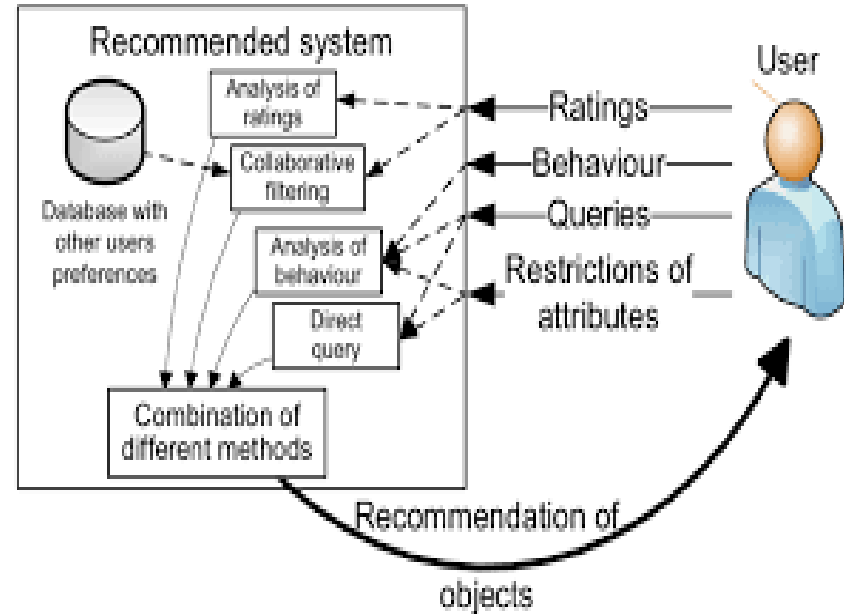 Recommended system
User
Analysis of
ratings
Ratings
Collaborative
filtering
Behaviour
Database with
other users
preferences
Queries
Analysis of
behaviour
Restrictions of
attributes
Direct
query
Combination of
different methods
Recommendation of
objects